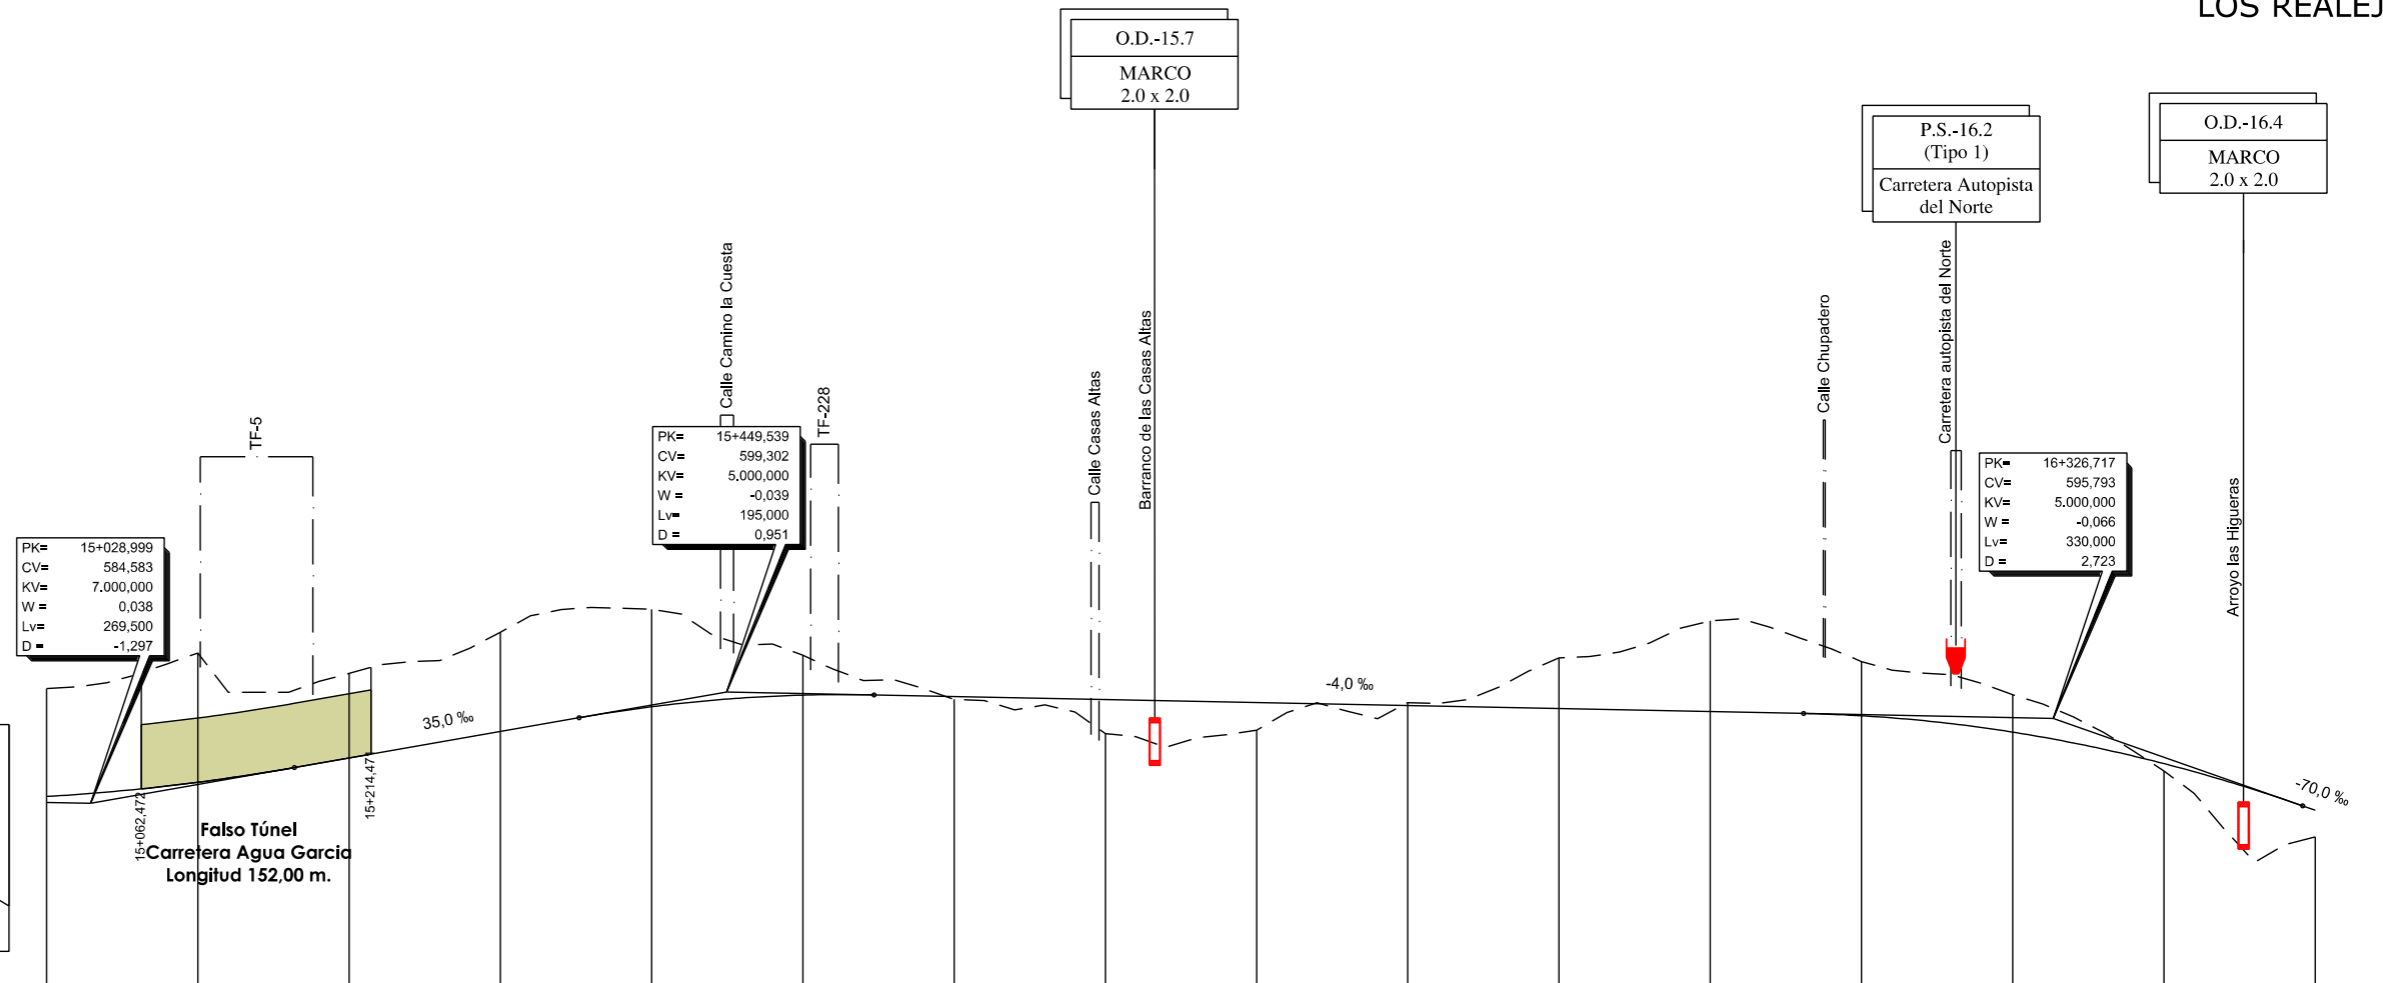 LOS REALEJ
O.D.-15.7
MARCO
2.0 x 2.0
P.S.-16.2
(Tipo 1)
Carretera Autopista
del Norte
O.D.-16.4
MARCO
2.0 x 2.0
TF-5
Calle Camino la Cuesta
TF-228
Calle Casas Altas
Barranco de las Casas Altas
Calle Chupadero
Carretera autopista del Norte
Arroyo las Higueras
PK= 15+028,999
CV= 584,583
KV= 7.000,000
W = 0,038
Lv= 269,500
D = -1,297
PK= 15+449,539
CV= 599,302
KV= 5.000,000
W = -0,039
Lv= 195,000
D = 0,951
PK= 16+326,717
CV= 595,793
KV= 5.000,000
W = -0,066
Lv= 330,000
D = 2,723
35,0 ‰
-4,0 ‰
-70,0 ‰
15+062,472
15+214,47
Falso Túnel
Carretera Agua Garcia
Longitud 152,00 m.